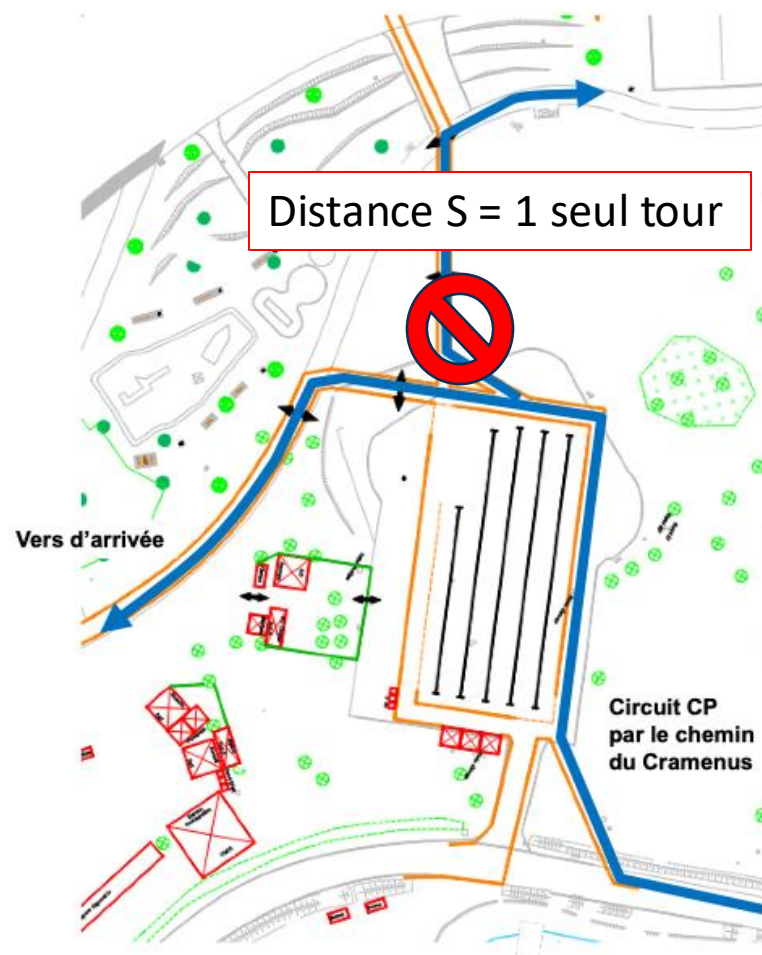 Distance S = 1 seul tour
Vers d’arrivée
Circuit CP
par le chemin
du Cramenus